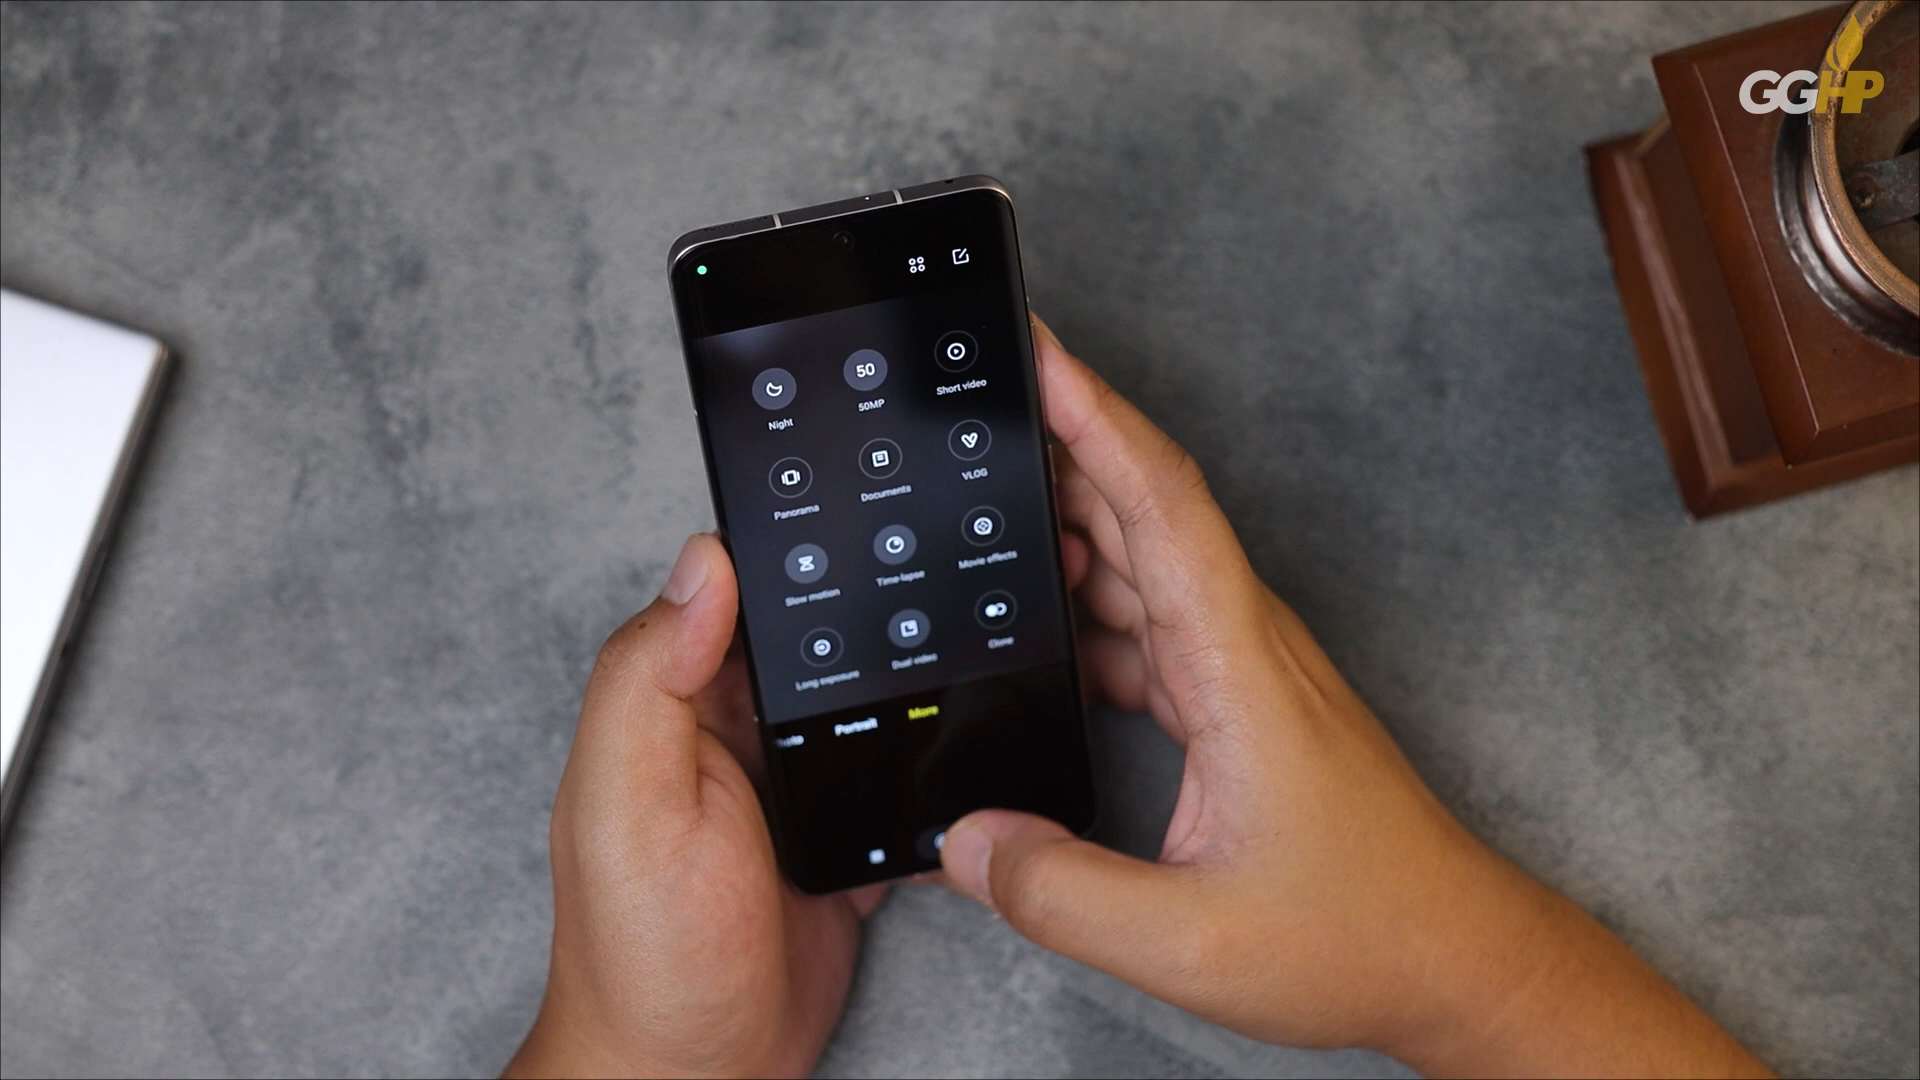 GGHP
50
Night
50MP
Short video
Panorama
Documents
VLOG
Slow motion
Time-lapse
Movie effects
Long exposure
Dual video
Clone
Portrait
More